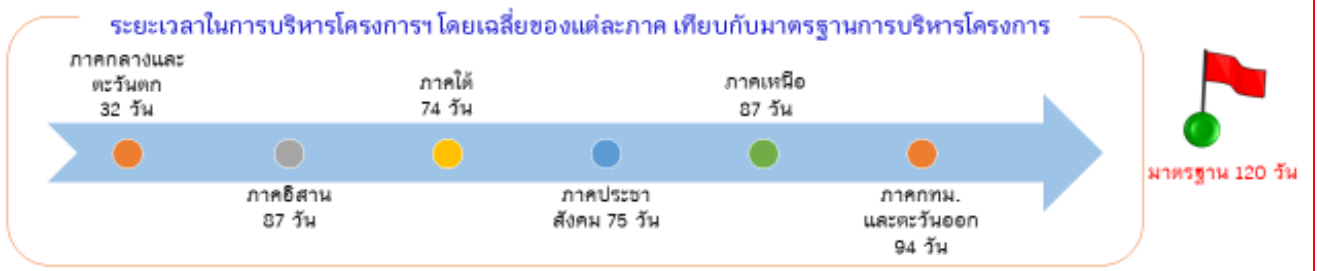 ระยะเวลาในการบริหารโครงการฯ โดยเฉลี่ยของแต่ละภาค เทียบกับมาตรฐานการบริหารโครงการ
ภาคกลางและ
ตะวันตก
32 วัน
ภาคอิสาน
87 วัน
ภาคใต้
74 วัน
ภาคประชา
สังคม 75 วัน
ภาคเหนือ
87 วัน
ภาคกทม.
และตะวันออก
94 วัน
มาตรฐาน 120 วัน